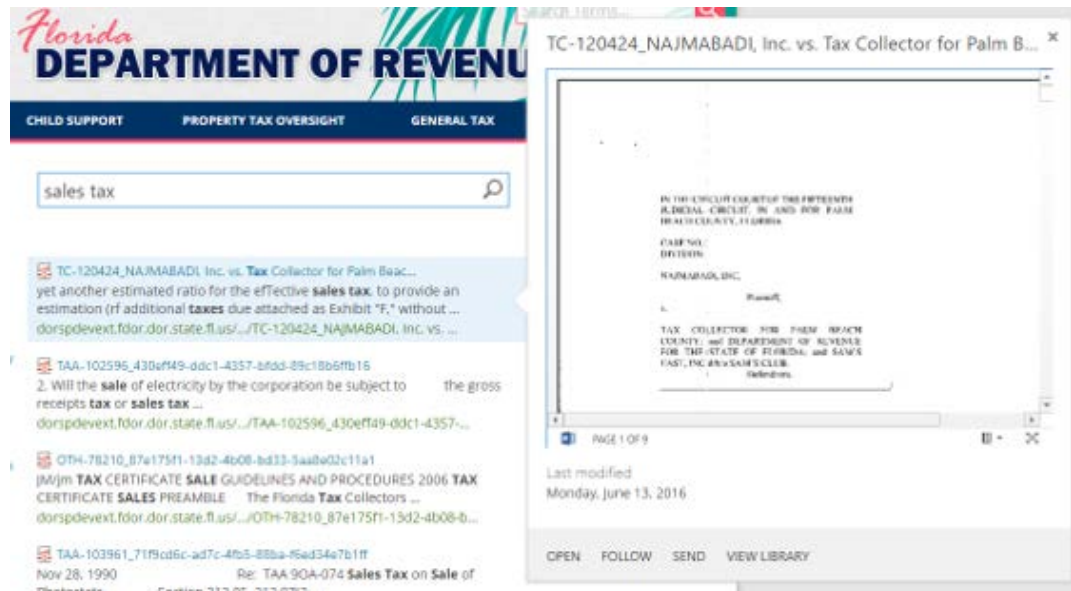 Florida
DEPARTMENT OF REVENU
CHILD SUPPORT PROPERTY TAX OVERSIGHT GENERAL TAX
sales tax
TC-120424_NAJMABADI, Inc. vs. Tax Collector for Palm Beac...
yet another estimated ratio for the efTective sales tax, to provide an
estimation (rf additional taxes due attached as Exhibit "F," without ...
dorspdevext.fdor.dor.state.fl.us/.../TC-120424_NAJMABADI, Inc. vs. ...
TAA-102596_430eff49-ddc1-4357-bfdd-89c18b6ffb16
2. Will the sale of electricity by the corporation be subject to the gross
receipts tax or sales tax ...
dorspdevext.fdor.dor.state.fl.us/.../TAA-102596_430eff49-ddc1-4357-...
OTH-78210_87e175f1-13d2-4b08-bd33-5aa8e02c11a1
JW/jm TAX CERTIFICATE SALE GUIDELINES AND PROCEDURES 2006 TAX
CERTIFICATE SALES PREAMBLE The Florida Tax Collectors ...
dorspdevext.fdor.dor.state.fl.us/.../OTH-78210_87e175f1-13d2-4b08-b...
TAA-103961_71f9cd6c-ad7c-4fb5-88ba-f6ad34e7b1ff
Nov 28, 1990 Re: TAA 9OA-074 Sales Tax on Sale of
Search Terms...
TC-120424_NAJMABADI, Inc. vs. Tax Collector for Palm B...
IN THE CIRCUIT COURT OF THE FIFTEENTH
JUDICIAL CIRCUIT, IN AND FOR PALM
BEACH COUNTY, FLORIDA
CASE NO.:
DIVISION
NAJMABADI, INC.
Plaintiff,
v.
TAX COLLECTOR FOR PALM BEACH
COUNTY; and DEPARTMENT OF REVENUE
FOR THE STATE OF FLORIDA; and SAM'S
EAST, INC d/b/a SAM'S CLUB.
Defendants.
PAGE 1 OF 9
Last modified
Monday, June 13, 2016
OPEN FOLLOW SEND VIEW LIBRARY